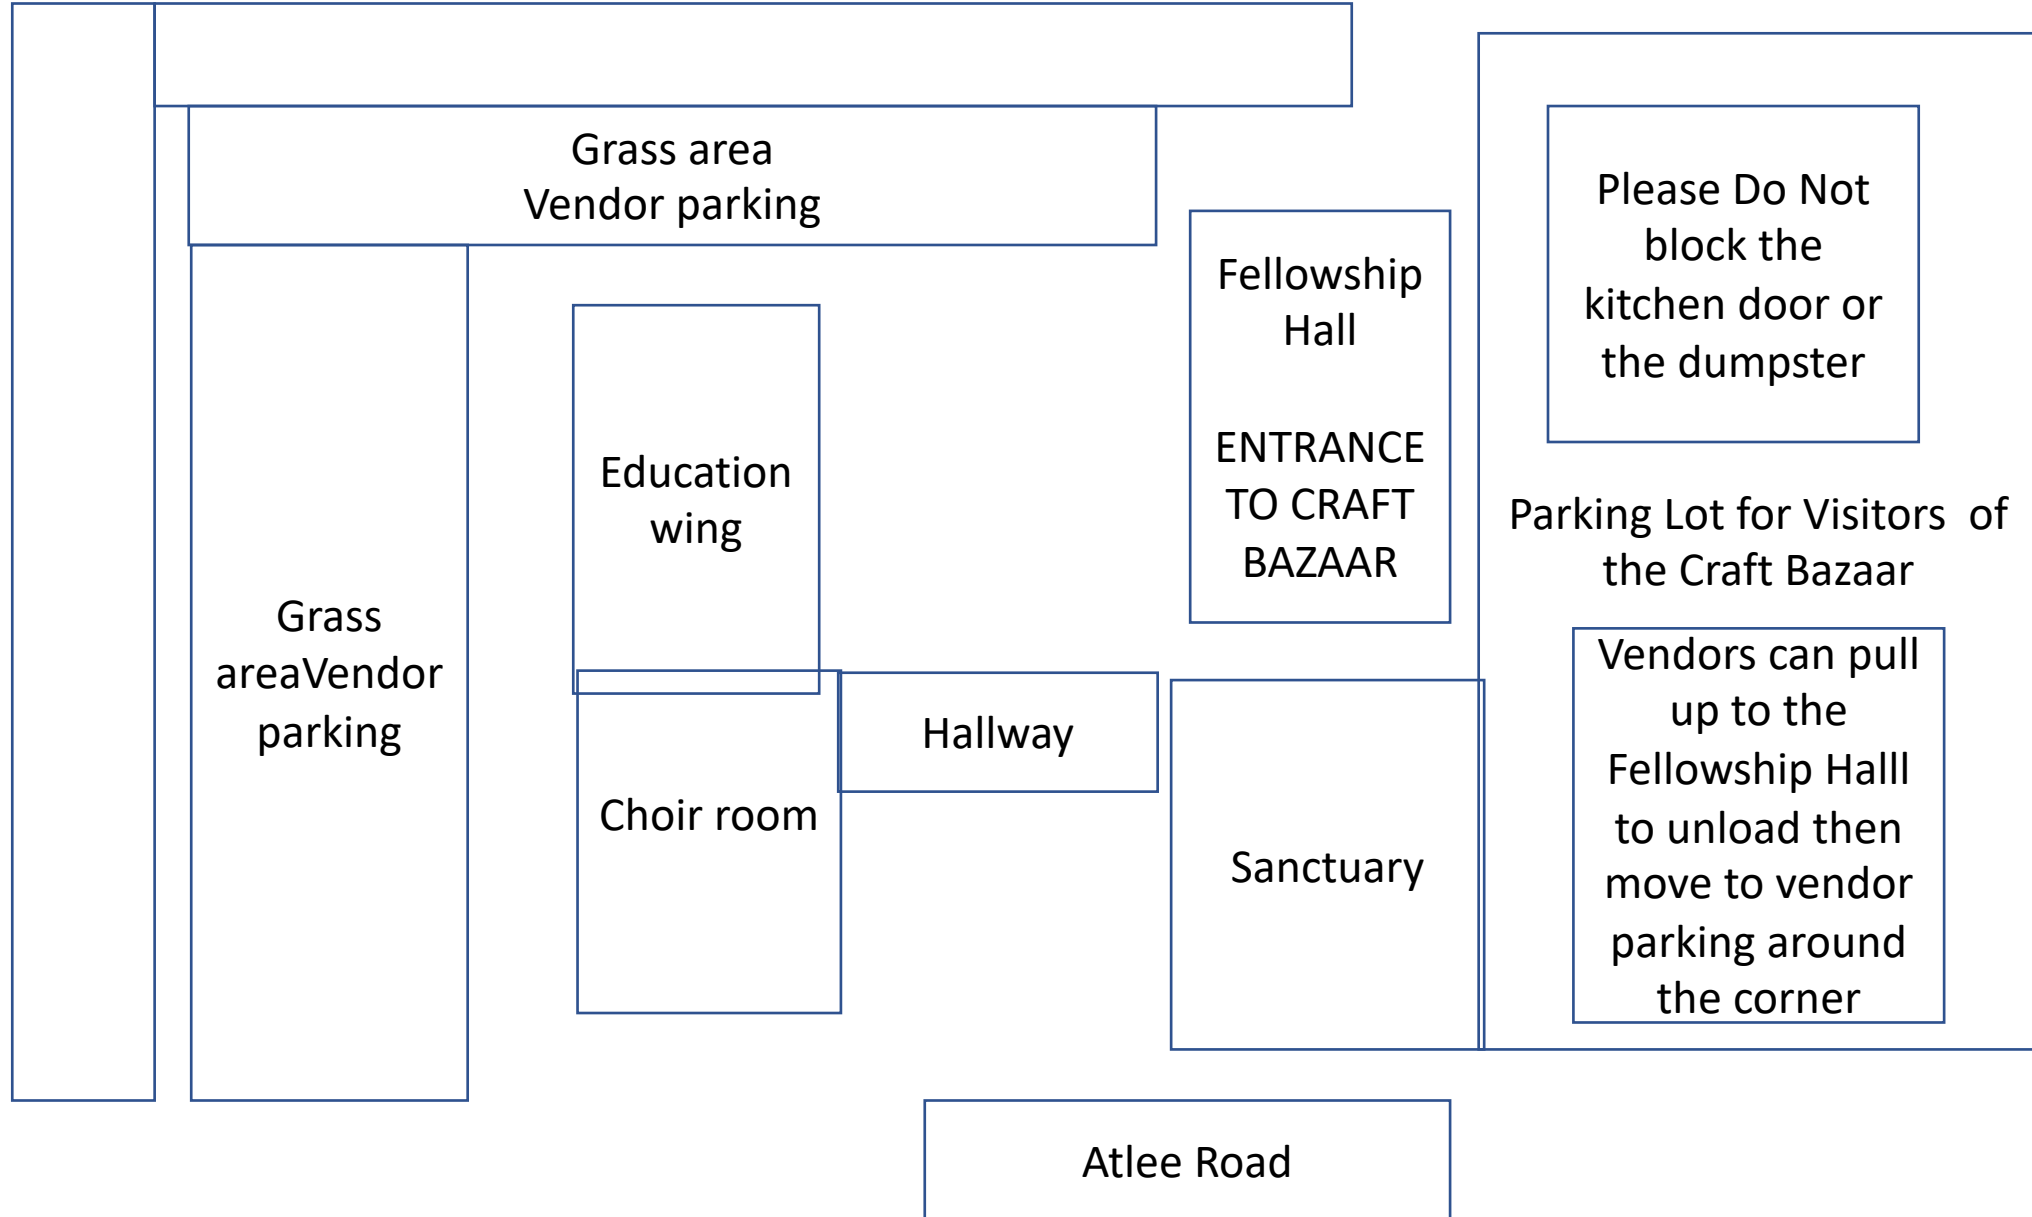 Grass area
Vendor parking
Please Do Not
block the
kitchen door or
the dumpster
Fellowship
Hall
ENTRANCE
TO CRAFT
BAZAAR
Education
wing
Parking Lot for Visitors  of
the Craft Bazaar
Grass
areaVendor
parking
Hallway
Choir room
Sanctuary
Vendors can pull
up to the
Fellowship Halll
to unload then
move to vendor
parking around
the corner
Atlee Road